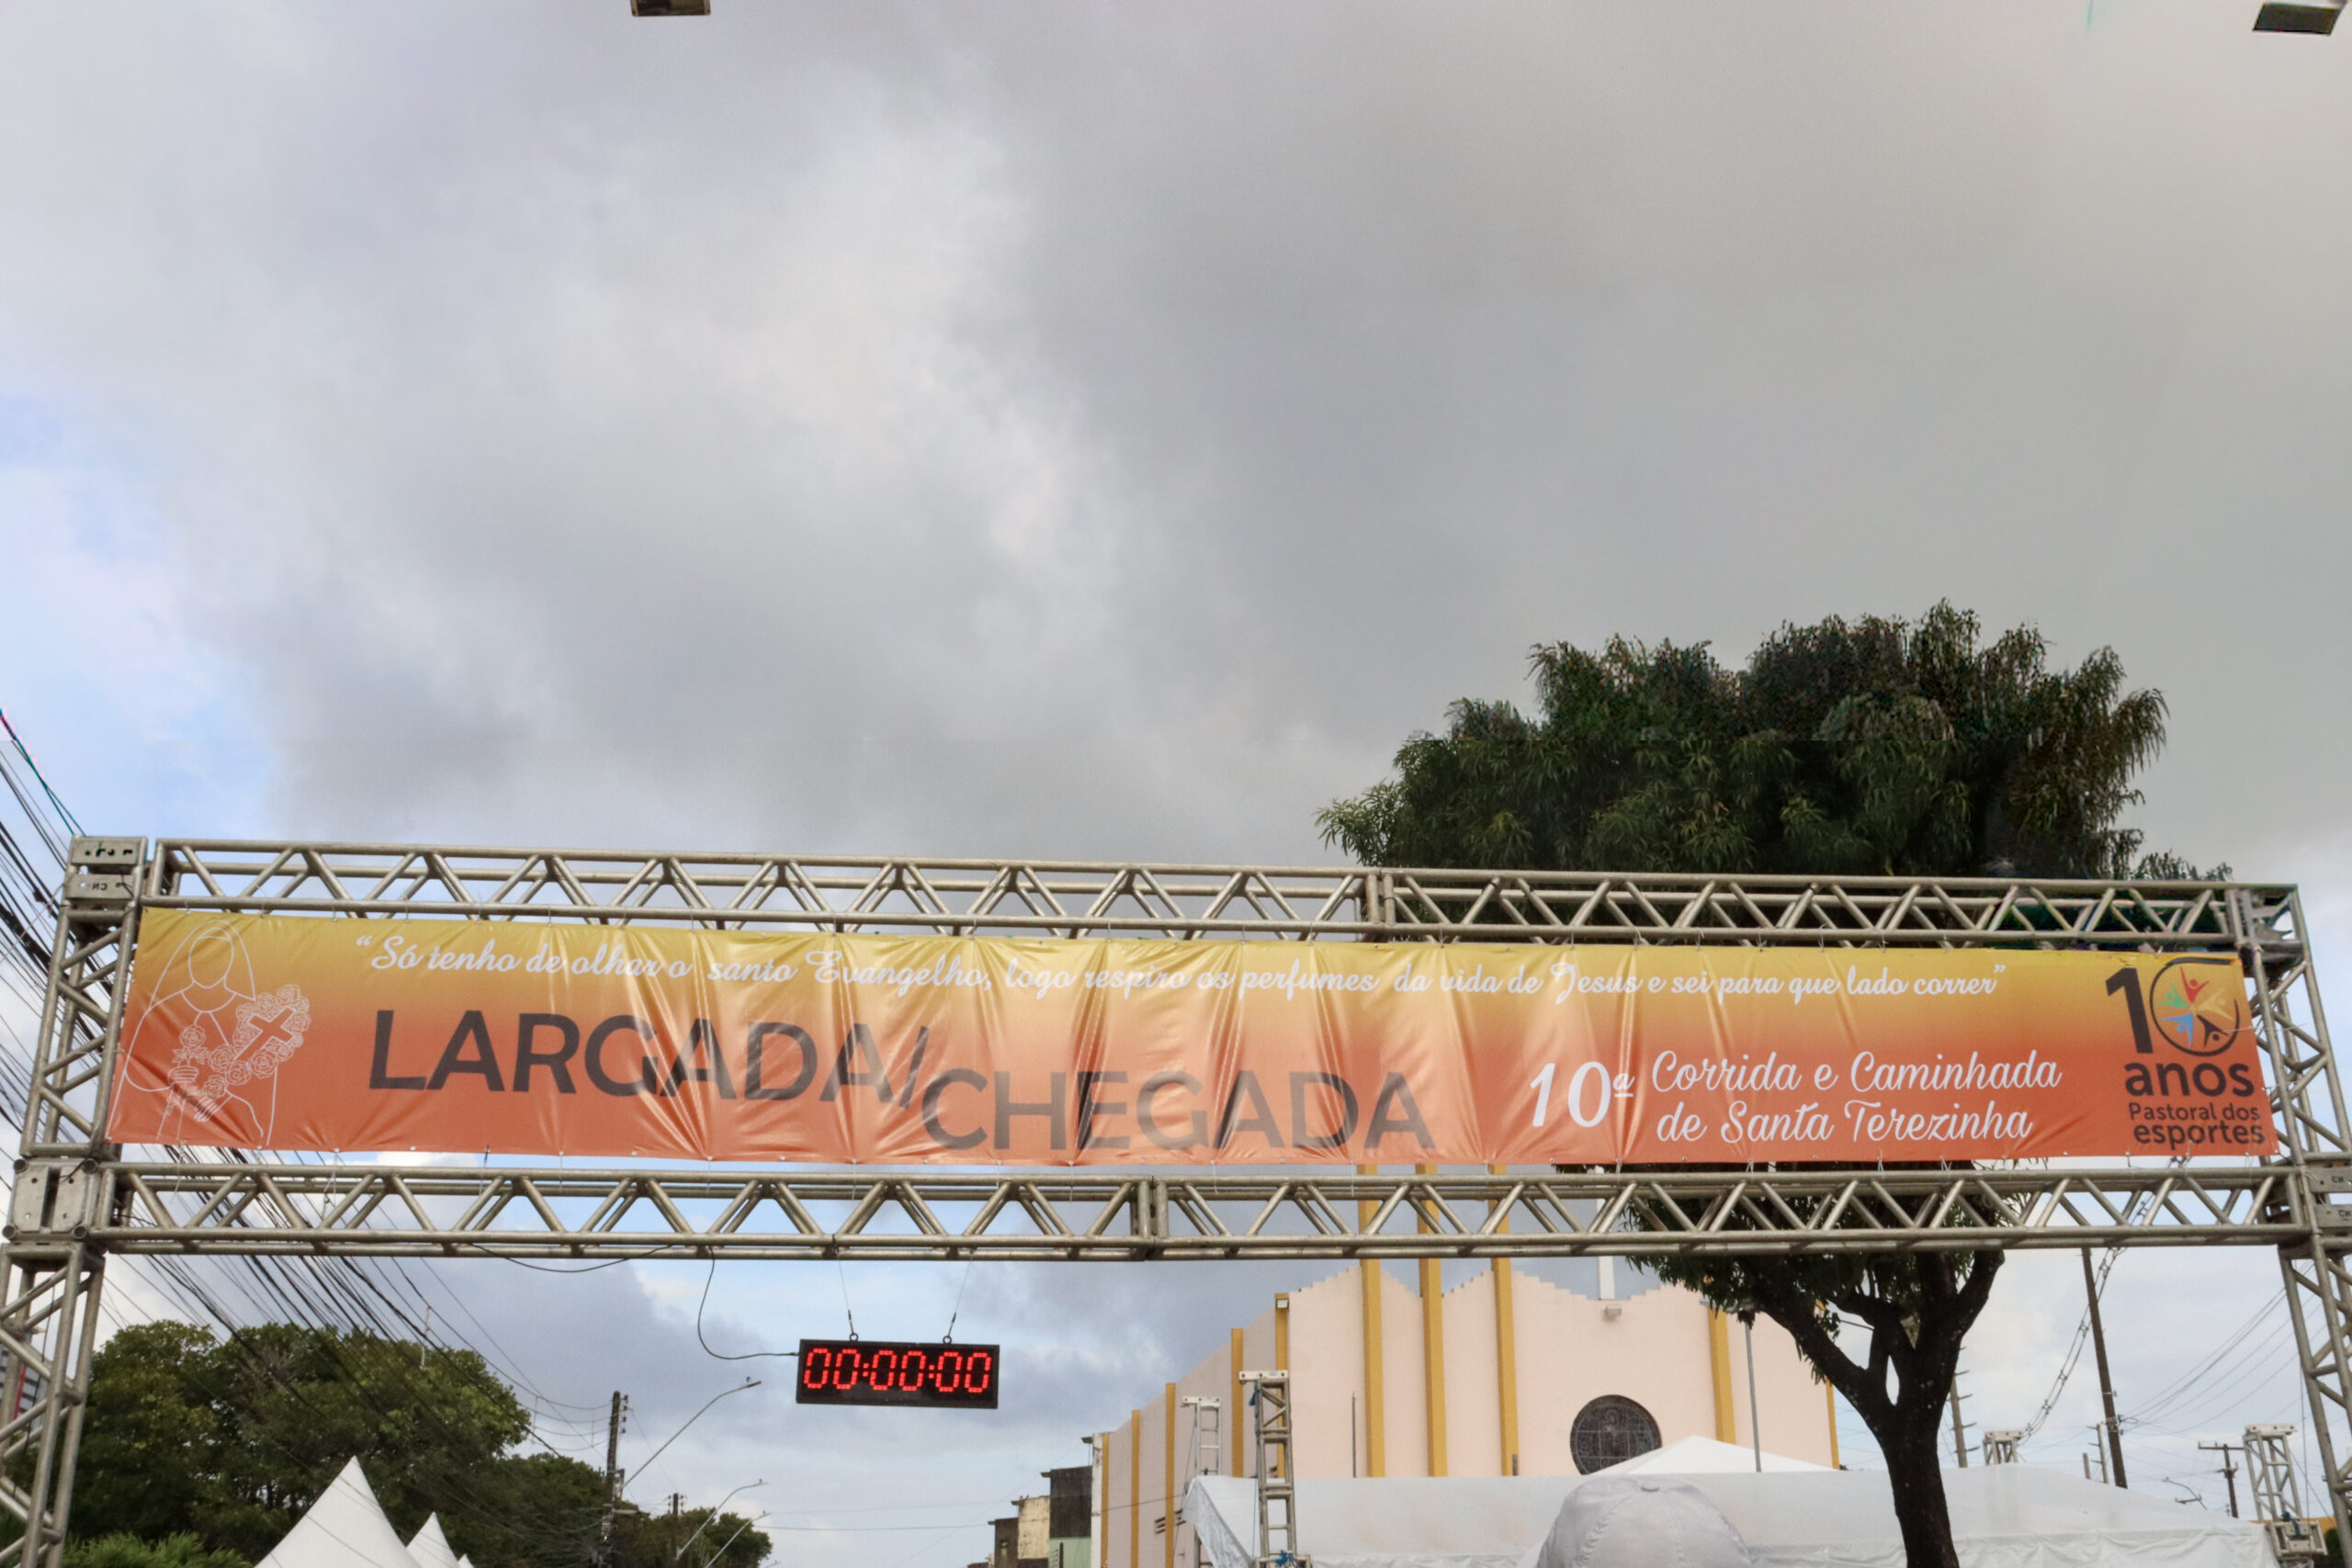 “Só tenho de olhar o santo Evangelho, logo respiro os perfumes da vida de Jesus e sei para que lado correr”
LARGADA/
CHEGADA
10ª Corrida e Caminhada
de Santa Terezinha
10
anos
Pastoral dos
esportes
00:00:00